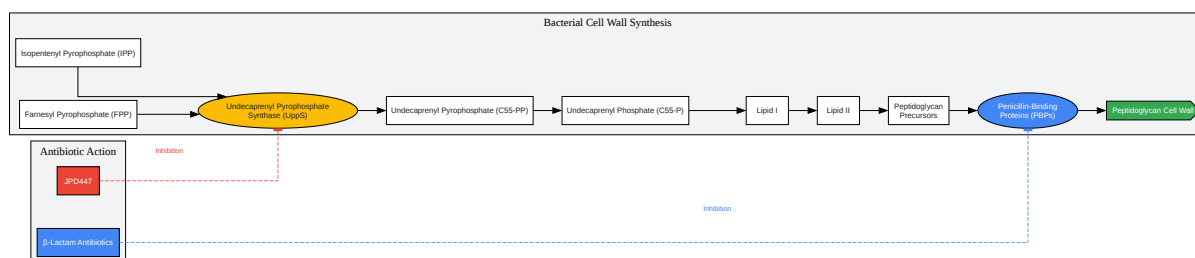 Bacterial Cell Wall Synthesis
Isopentenyl Pyrophosphate (IPP)
Farnesyl Pyrophosphate (FPP)
Undecaprenyl Pyrophosphate
Synthase (UppS)
Undecaprenyl Pyrophosphate (C55-PP)
Undecaprenyl Phosphate (C55-P)
Lipid I
Lipid II
Peptidoglycan
Precursors
Penicillin-Binding
Proteins (PBPs)
Peptidoglycan Cell Wall
Antibiotic Action
Inhibition
JPD447
Inhibition
β-Lactam Antibiotics